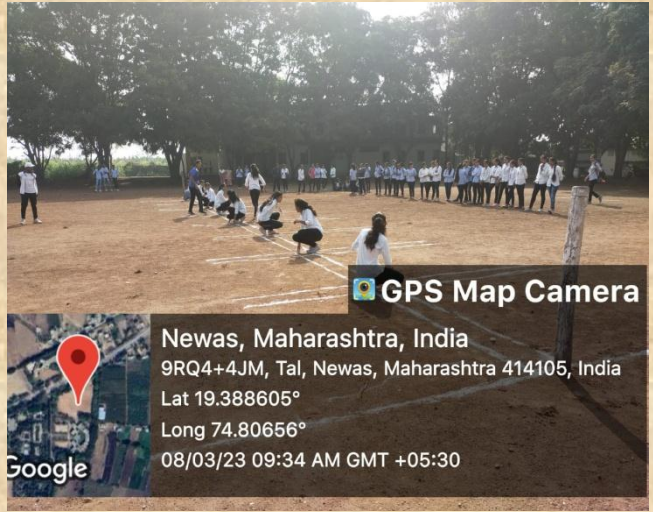 GPS Map Camera
Newas, Maharashtra, India
9RQ4+4JM, Tal, Newas, Maharashtra 414105, India
Lat 19.388605°
Long 74.80656°
08/03/23 09:34 AM GMT +05:30
Google